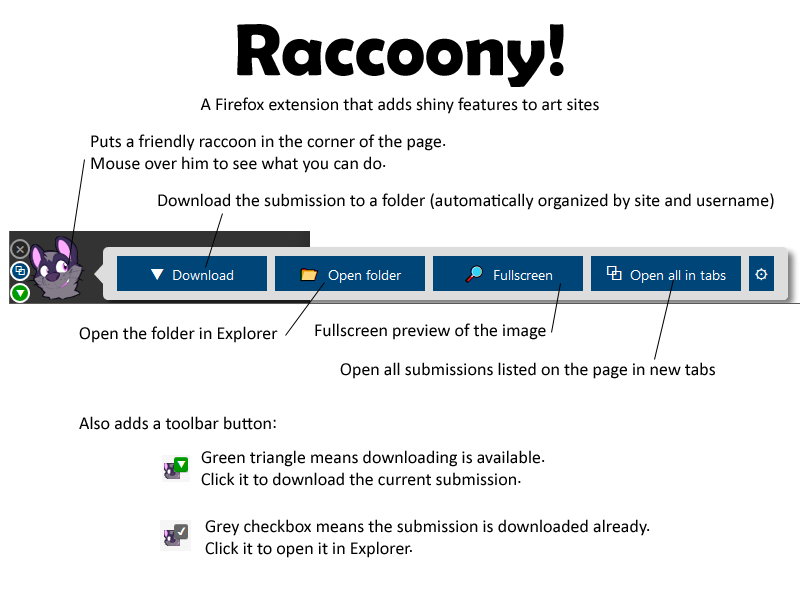 Raccoony!
A Firefox extension that adds shiny features to art sites
Puts a friendly raccoon in the corner of the page.
Mouse over him to see what you can do.
Download the submission to a folder (automatically organized by site and username)
Download
Open folder
Fullscreen
Open all in tabs
Open the folder in Explorer
Fullscreen preview of the image
Open all submissions listed on the page in new tabs
Also adds a toolbar button:
Green triangle means downloading is available.
Click it to download the current submission.
Grey checkbox means the submission is downloaded already.
Click it to open it in Explorer.